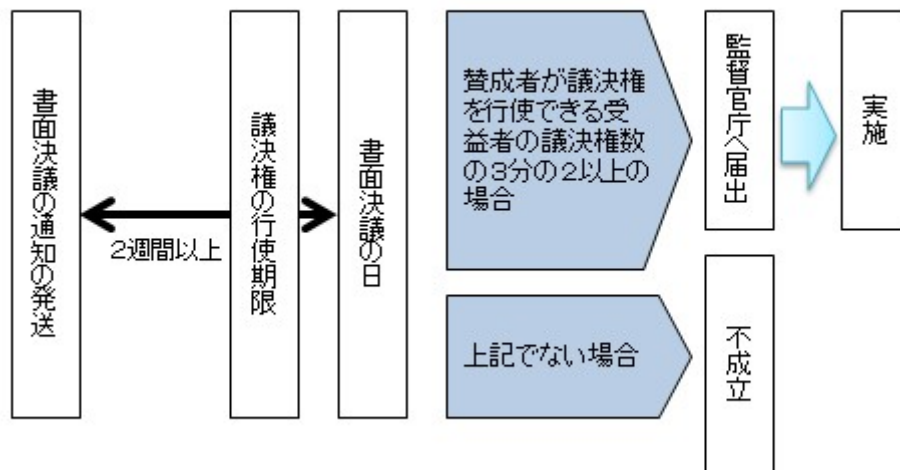 書面決議の通知の発送
2週間以上
議決権の行使期限
書面決議の日
賛成者が議決権
を行使できる受
益者の議決権数
の3分の2以上の
場合
監督官庁へ届出
実施
上記でない場合
不成立